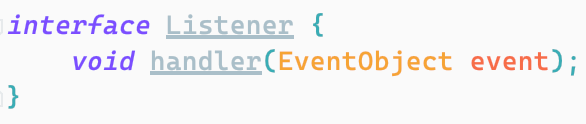 interface Listener {
    void handler(EventObject event);
}